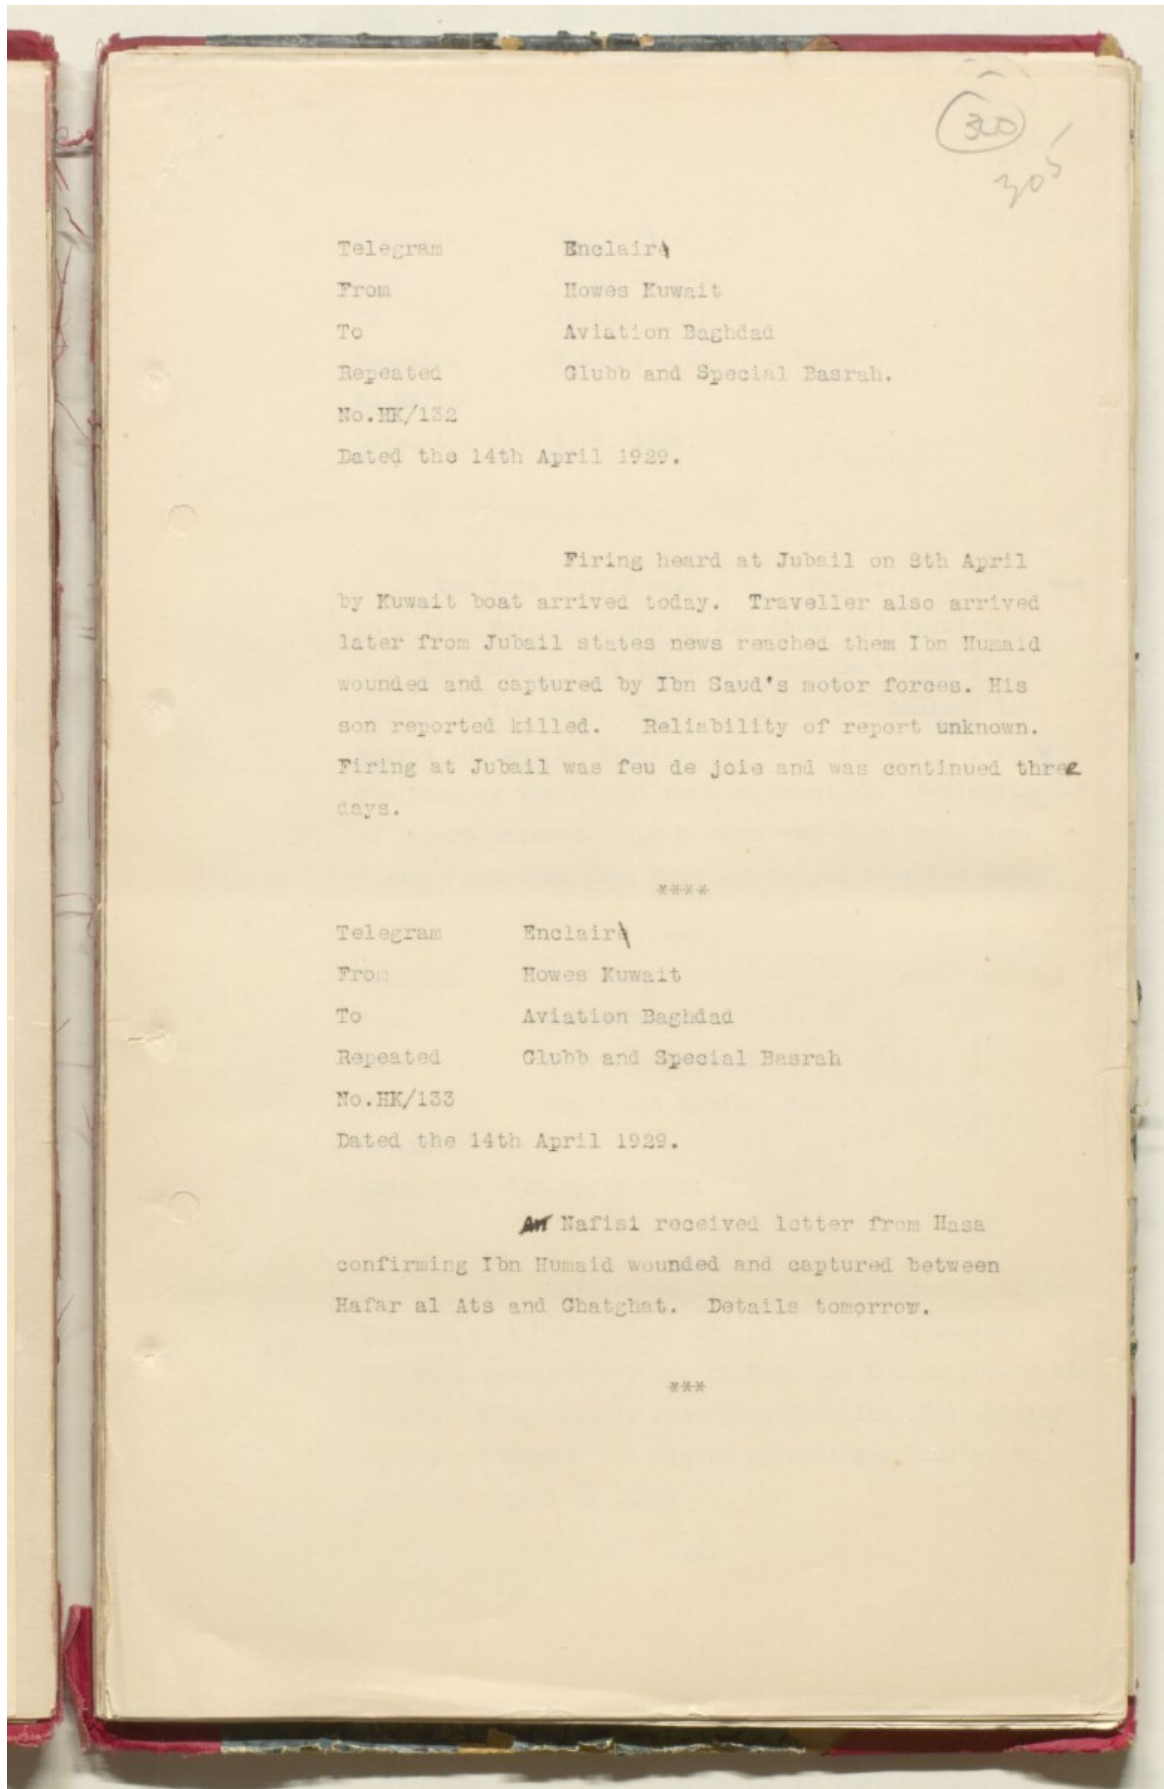 320
305
Telegram Enclair
From Howes Kuwait
To Aviation Baghdad
Repeated Glubb and Special Basrah.
No.HK/132
Dated the 14th April 1929.
Firing heard at Jubail on 8th April
by Kuwait boat arrived today. Traveller also arrived
later from Jubail states news reached them Ibn Humaid
wounded and captured by Ibn Saud's motor forces. His
son reported killed. Reliability of report unknown.
Firing at Jubail was feu de joie and was continued three
days.
****
Telegram Enclair
From Howes Kuwait
To Aviation Baghdad
Repeated Glubb and Special Basrah
No.HK/133
Dated the 14th April 1929.
Nafisi received letter from Hasa
confirming Ibn Humaid wounded and captured between
Hafar al Ats and Ghatghat. Details tomorrow.
***